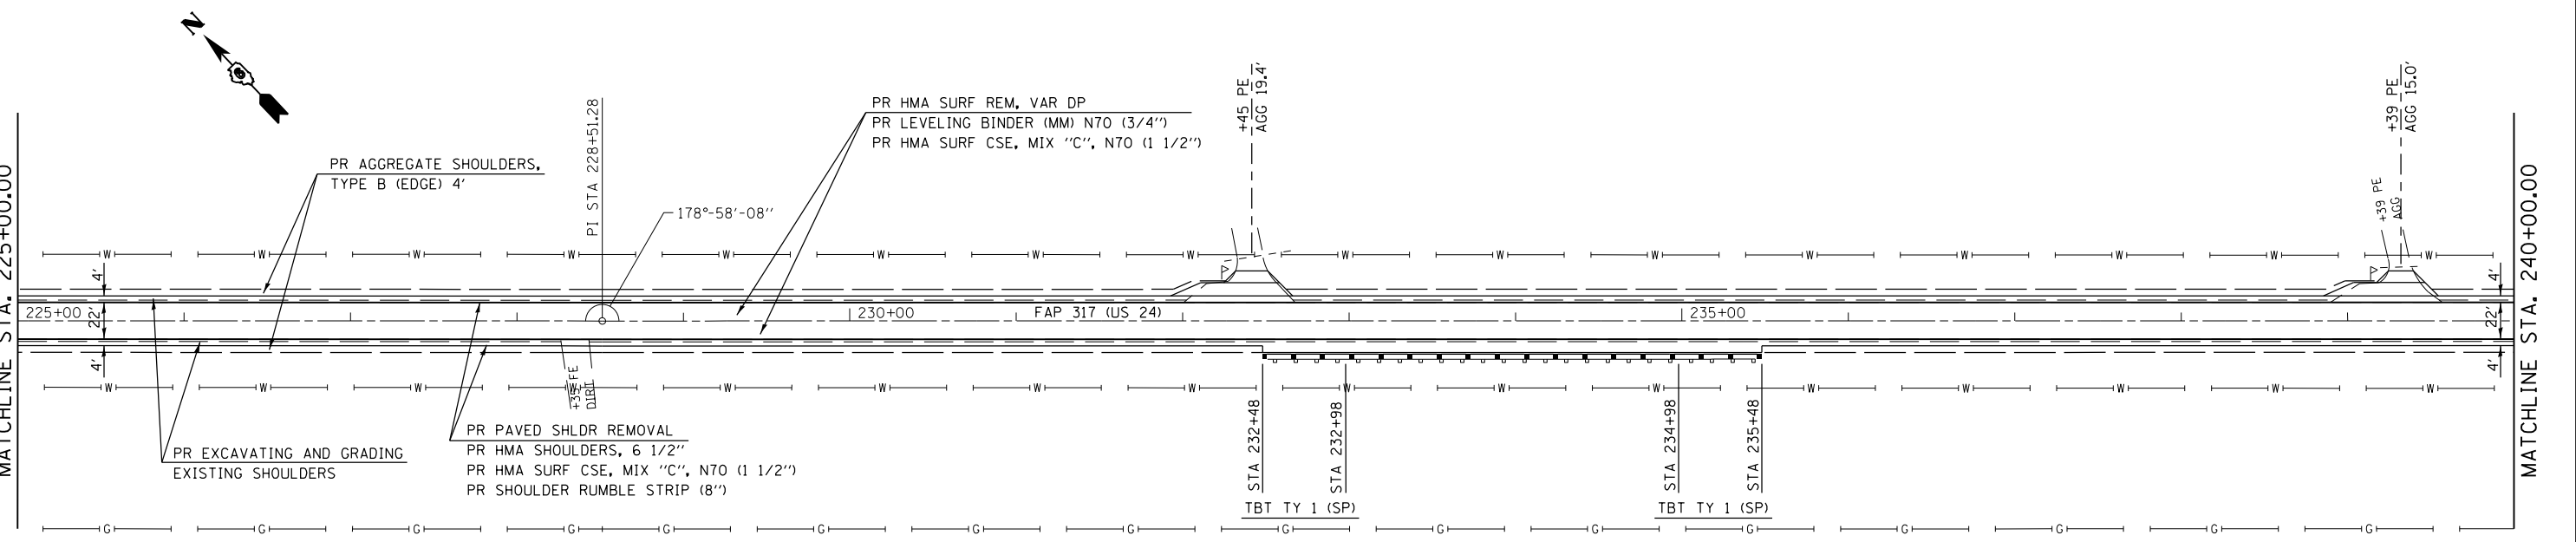 N
MATCHLINE STA. 225+00.00
PR AGGREGATE SHOULDERS,
TYPE B (EDGE) 4'
PI STA 228+51.28
178°-58'-08"
PR HMA SURF REM, VAR DP
PR LEVELING BINDER (MM) N70 (3/4")
PR HMA SURF CSE, MIX "C", N70 (1 1/2")
+45 PE
AGG 19.4'
+39 PE
AGG 15.0'
+39 PE
AGG
MATCHLINE STA. 240+00.00
W W W W W W W W W W W W W W W W
P
P
4'
4'
225+00
22'
230+00
FAP 317 (US 24)
235+00
22'
4'
4'
W W W W W W W W W W W W W W W W
+35 FE
DIRT
PR EXCAVATING AND GRADING
EXISTING SHOULDERS
PR PAVED SHLDR REMOVAL
PR HMA SHOULDERS, 6 1/2"
PR HMA SURF CSE, MIX "C", N70 (1 1/2")
PR SHOULDER RUMBLE STRIP (8")
STA 232+48
STA 232+98
TBT TY 1 (SP)
STA 234+98
STA 235+48
TBT TY 1 (SP)
G G G G G G G G G G G G G G G G